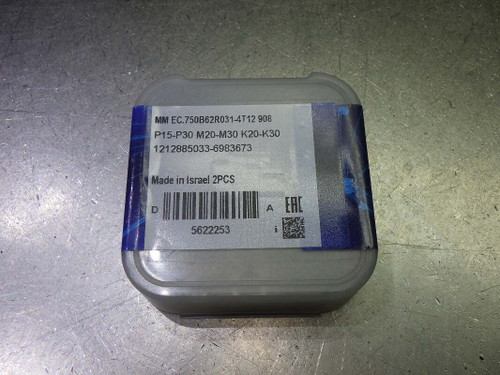 MM EC.750B62R031-4T12 908
P15-P30 M20-M30 K20-K30
1212885033-6983673
Made in Israel 2PCS
D A EAC
5622253 i